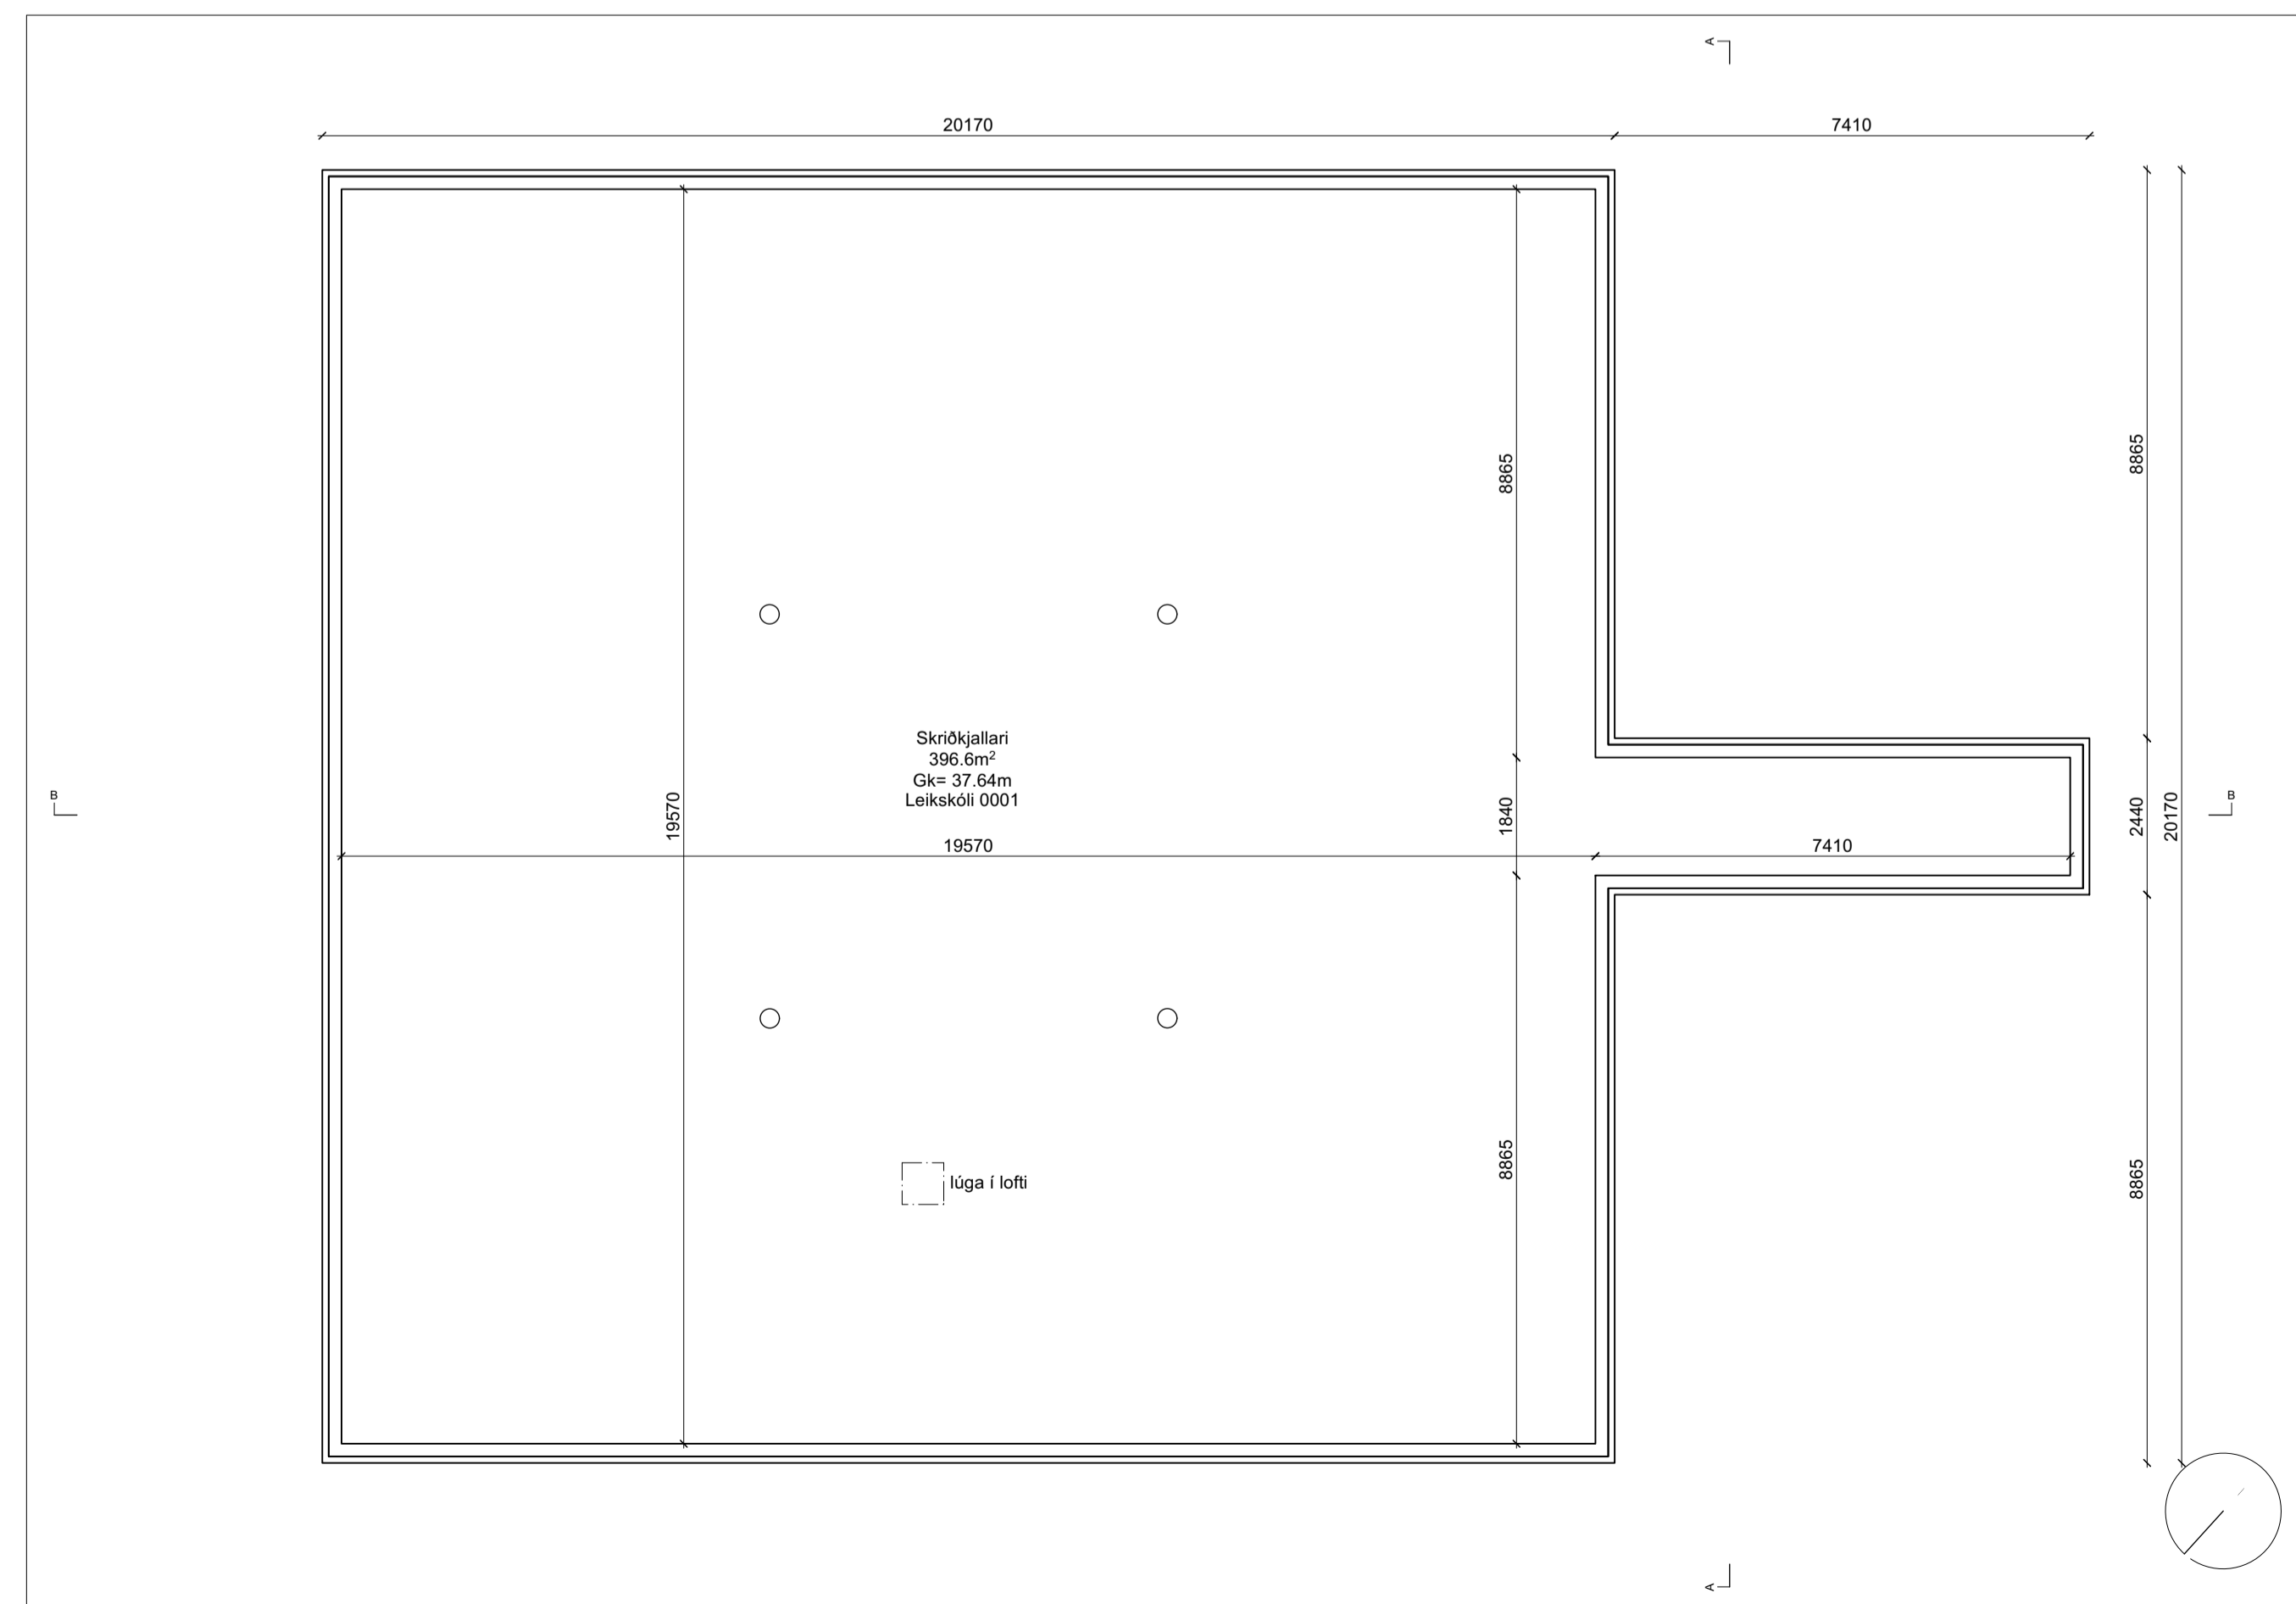 A
20170
7410
8865
8865
Skriðkjallari
396.6m²
Gk= 37.64m
Leikskóli 0001
B
B
19570
1840
2440
20170
19570
7410
8865
8865
lúga í lofti
A